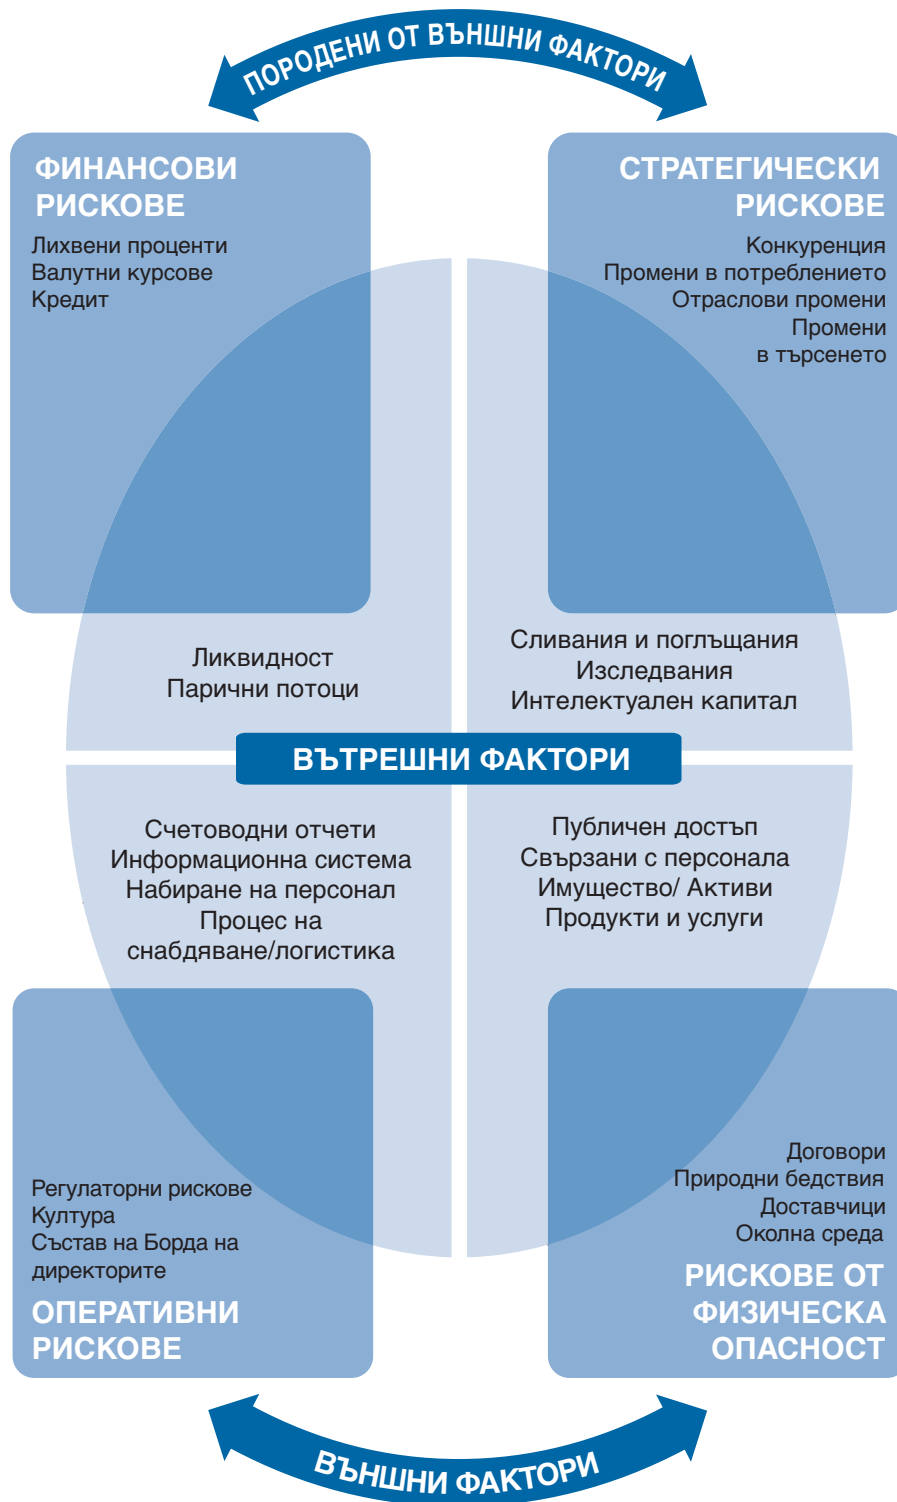 ПОРОДЕНИ ОТ ВЪНШНИ ФАКТОРИ
ФИНАНСОВИ
РИСКОВЕ
Лихвени проценти
Валутни курсове
Кредит
СТРАТЕГИЧЕСКИ
РИСКОВЕ
Конкуренция
Промени в потреблението
Отраслови промени
Промени
в търсенето
Ликвидност
Парични потоци
Сливания и поглъщания
Изследвания
Интелектуален капитал
ВЪТРЕШНИ ФАКТОРИ
Счетоводни отчети
Информационна система
Набиране на персонал
Процес на
снабдяване/логистика
Публичен достъп
Свързани с персонала
Имущество/ Активи
Продукти и услуги
Регулаторни рискове
Култура
Състав на Борда на
директорите
ОПЕРАТИВНИ
РИСКОВЕ
Договори
Природни бедствия
Доставчици
Околна среда
РИСКОВЕ ОТ
ФИЗИЧЕСКА
ОПАСНОСТ
ВЪНШНИ ФАКТОРИ